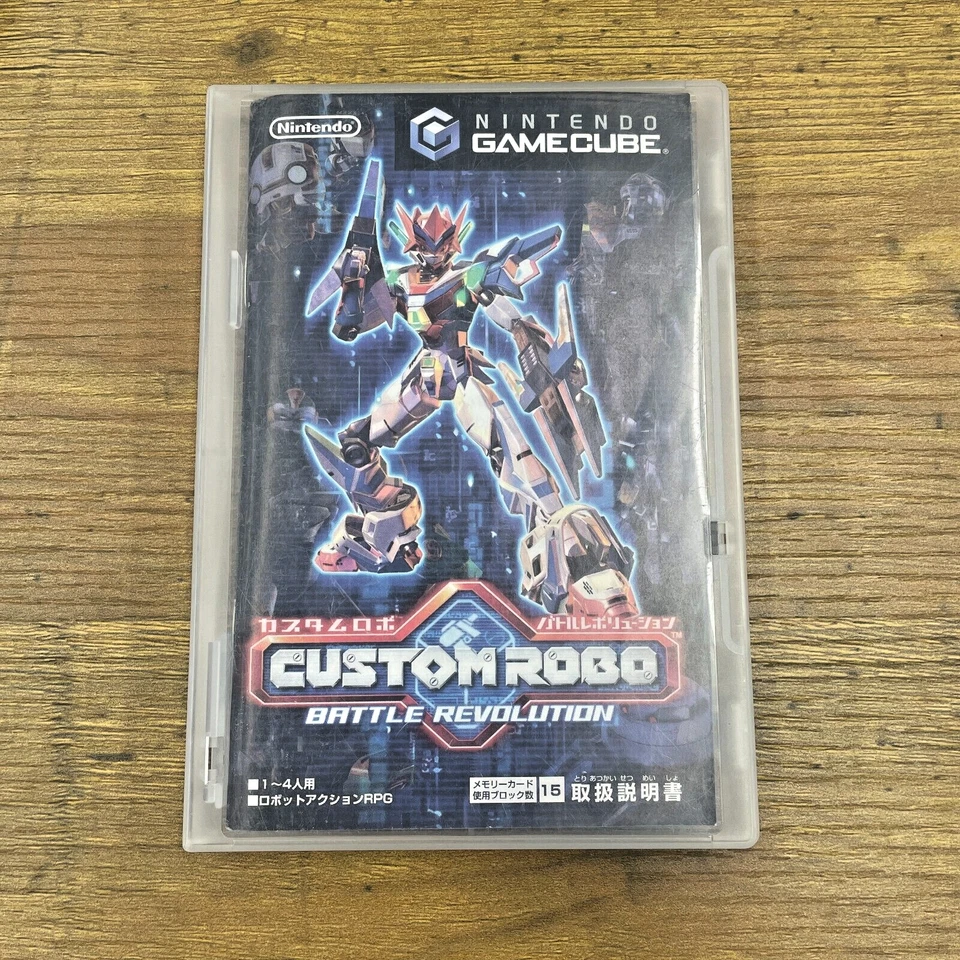 Nintendo
NINTENDO
GAMECUBE®
カスタムロボ バトルレボリューション
CUSTOM ROBO™
BATTLE REVOLUTION
■1〜4人用
■ロボットアクションRPG
メモリーカード
使用ブロック数 15
とりあつかいせつめいしょ
取扱説明書